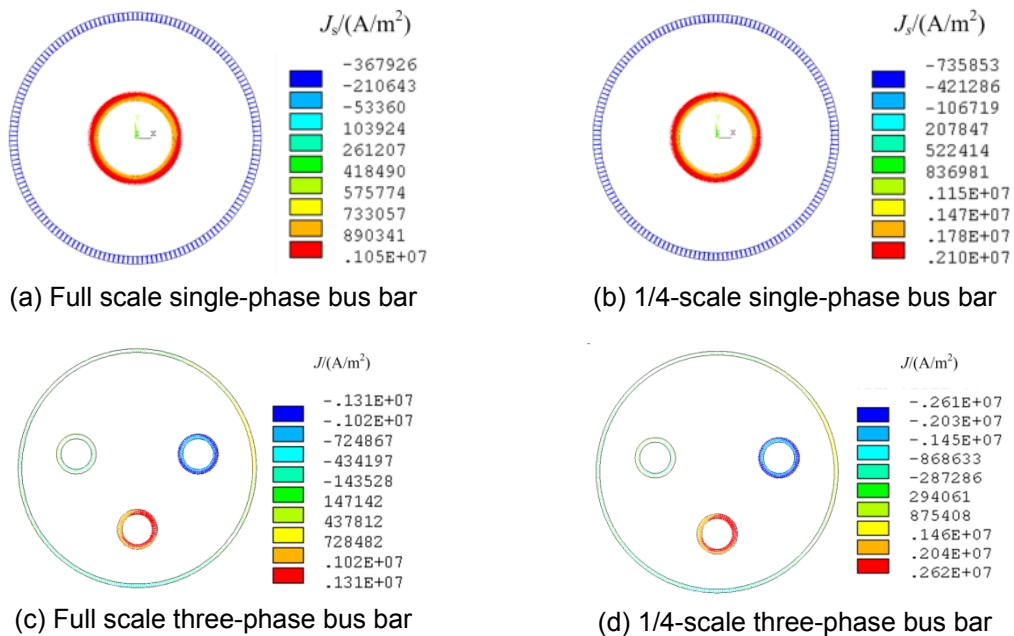 J_s/(A/m²)
-367926
-210643
-53360
103924
261207
418490
575774
733057
890341
.105E+07
x
(a) Full scale single-phase bus bar
J_s/(A/m²)
-735853
-421286
-106719
207847
522414
836981
.115E+07
.147E+07
.178E+07
.210E+07
x
(b) 1/4-scale single-phase bus bar
J/(A/m²)
-.131E+07
-.102E+07
-724867
-434197
-143528
147142
437812
728482
.102E+07
.131E+07
(c) Full scale three-phase bus bar
J/(A/m²)
-.261E+07
-.203E+07
-.145E+07
-868633
-287286
294061
875408
.146E+07
.204E+07
.262E+07
(d) 1/4-scale three-phase bus bar